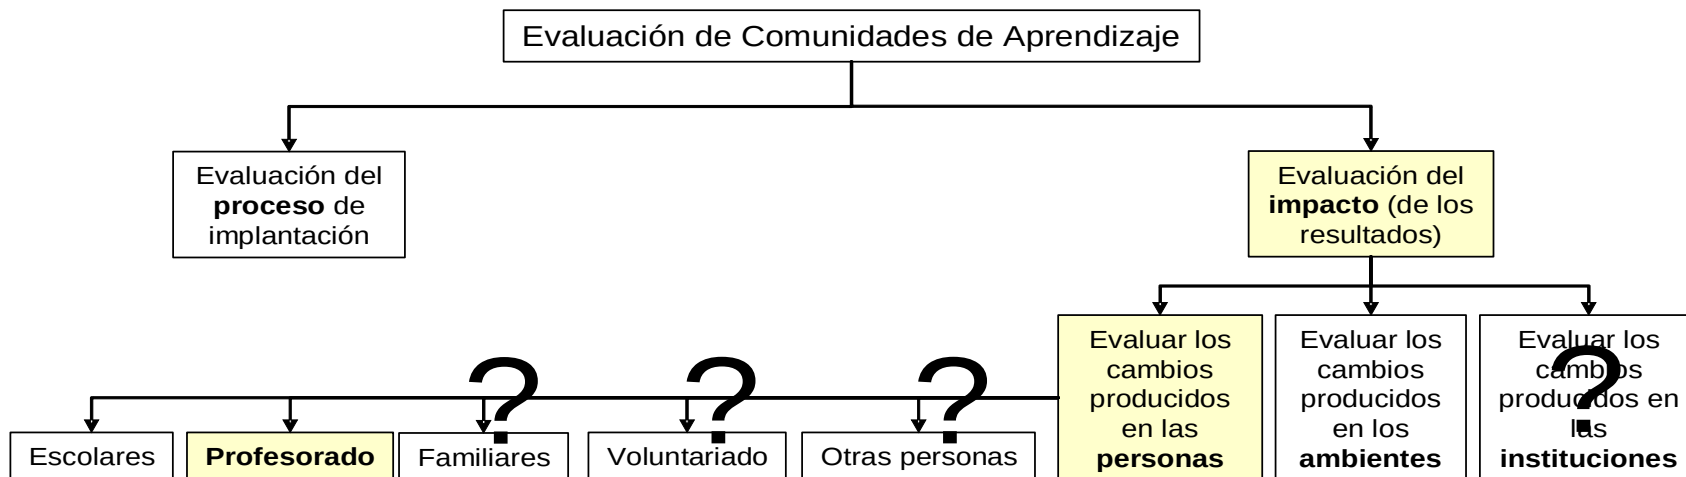 Evaluación de Comunidades de Aprendizaje
Evaluación del
proceso de
implantación
Evaluación del
impacto (de los
resultados)
Evaluar los
cambios
producidos
en las
personas
Evaluar los
cambios
producidos
en los
ambientes
Evaluar los
cambios
producidos en
las
instituciones
?
?
?
?
Escolares
Profesorado
Familiares
Voluntariado
Otras personas